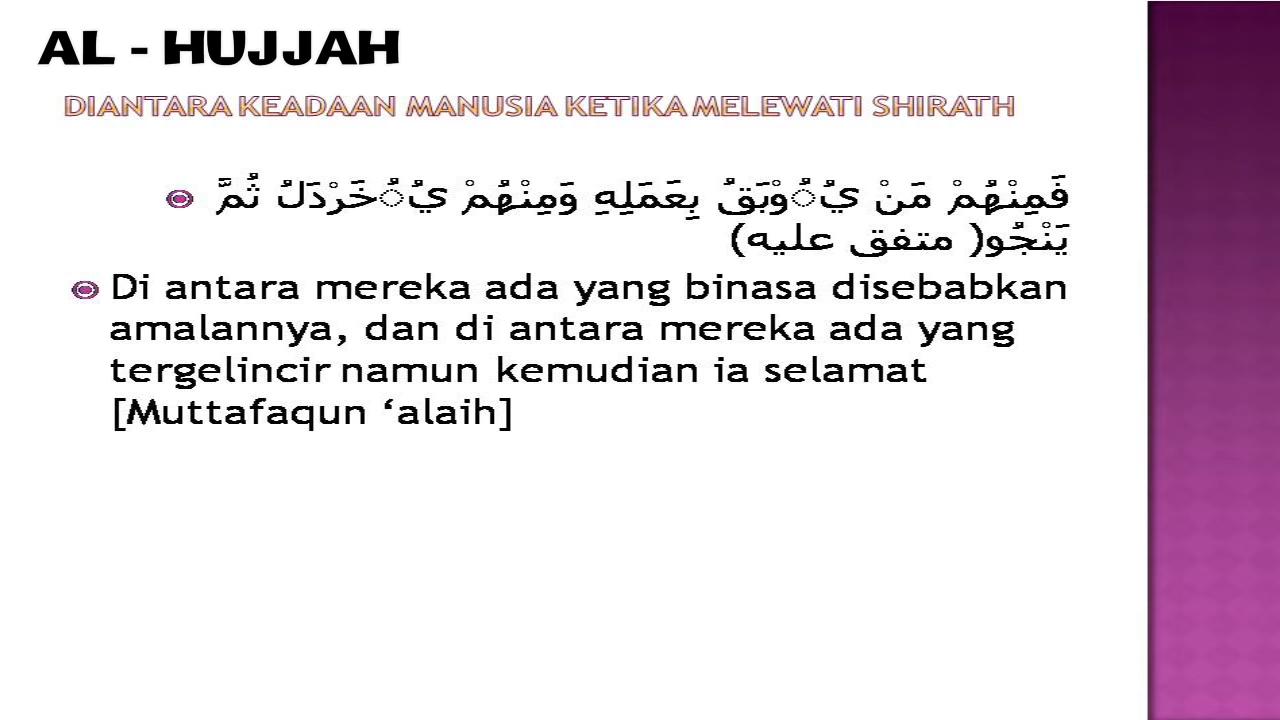 AL - HUJJAH
DIANTARA KEADAAN MANUSIA KETIKA MELEWATI SHIRATH
فَمِنْهُمْ مَنْ يُُوْبَقُ بِعَمَلِهِ وَمِنْهُمْ يُُخَرْدَلُ ثُمَّ
يَنْجُو( متفق عليه)
Di antara mereka ada yang binasa disebabkan
amalannya, dan di antara mereka ada yang
tergelincir namun kemudian ia selamat
[Muttafaqun ‘alaih]